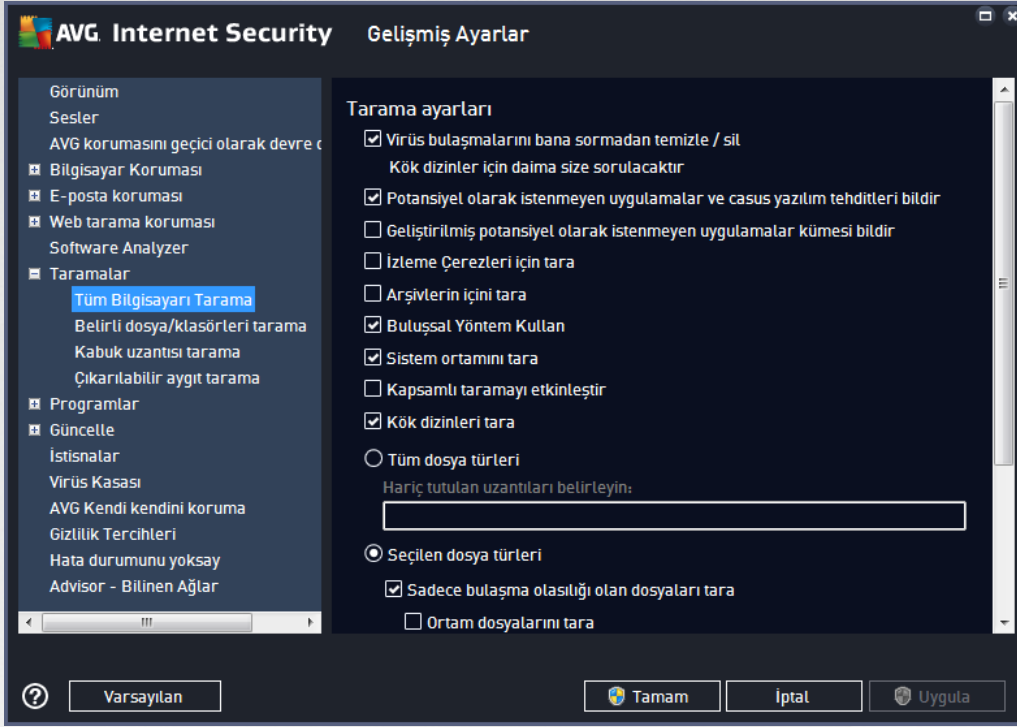 AVG. Internet Security Gelişmiş Ayarlar
Görünüm
Sesler
AVG korumasını geçici olarak devre d
Bilgisayar Koruması
E-posta koruması
Web tarama koruması
Software Analyzer
Taramalar
Tüm Bilgisayarı Tarama
Belirli dosya/klasörleri tarama
Kabuk uzantısı tarama
Çıkarılabilir aygıt tarama
Programlar
Güncelle
İstisnalar
Virüs Kasası
AVG Kendi kendini koruma
Gizlilik Tercihleri
Hata durumunu yoksay
Advisor - Bilinen Ağlar
Tarama ayarları
Virüs bulaşmalarını bana sormadan temizle / sil
Kök dizinler için daima size sorulacaktır
Potansiyel olarak istenmeyen uygulamalar ve casus yazılım tehditleri bildir
Geliştirilmiş potansiyel olarak istenmeyen uygulamalar kümesi bildir
İzleme Çerezleri için tara
Arşivlerin içini tara
Buluşsal Yöntem Kullan
Sistem ortamını tara
Kapsamlı taramayı etkinleştir
Kök dizinleri tara
Tüm dosya türleri
Hariç tutulan uzantıları belirleyin:
Seçilen dosya türleri
Sadece bulaşma olasılığı olan dosyaları tara
Ortam dosyalarını tara
Varsayılan
Tamam
İptal
Uygula